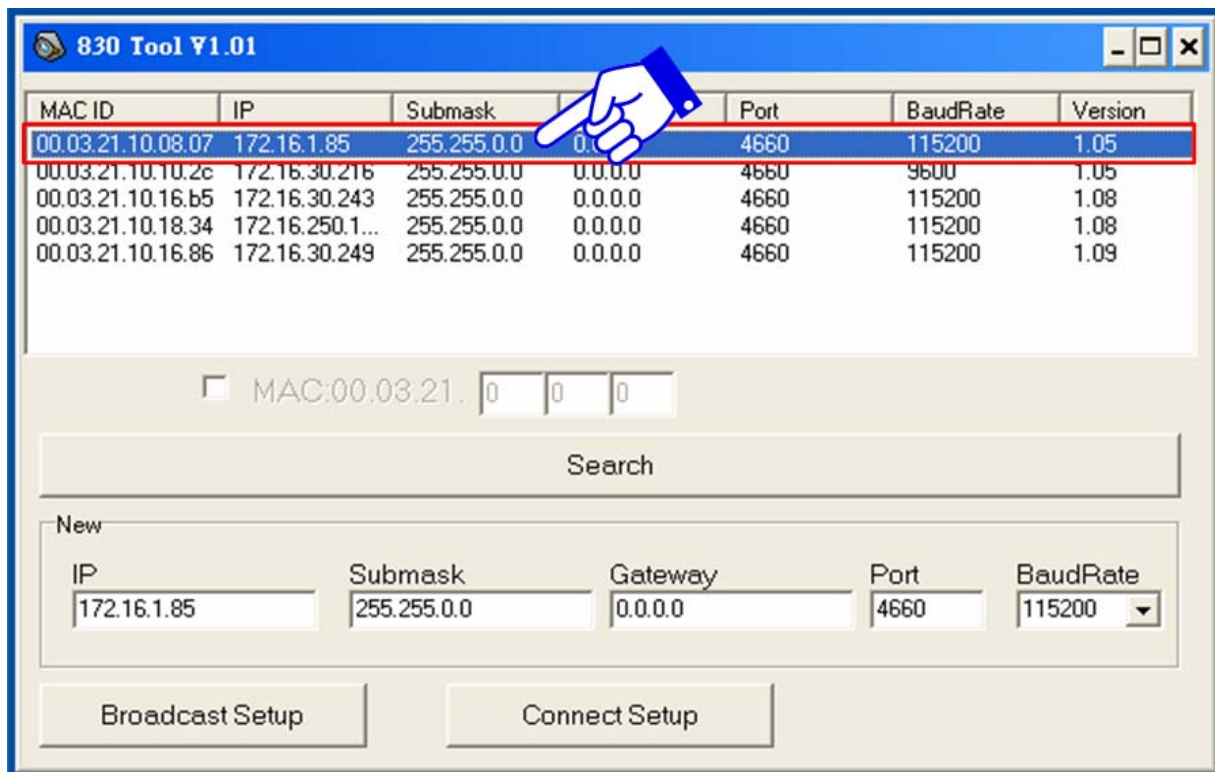 830 Tool V1.01
MAC ID IP Submask Port BaudRate Version
00.03.21.10.08.07 172.16.1.85 255.255.0.0 4660 115200 1.05
00.03.21.10.10.2c 172.16.30.216 255.255.0.0 0.0.0.0 4660 9600 1.05
00.03.21.10.16.b5 172.16.30.243 255.255.0.0 0.0.0.0 4660 115200 1.08
00.03.21.10.18.34 172.16.250.1... 255.255.0.0 0.0.0.0 4660 115200 1.08
00.03.21.10.16.86 172.16.30.249 255.255.0.0 0.0.0.0 4660 115200 1.09
MAC:00.03.21. 0 0 0
Search
New
IP Submask Gateway Port BaudRate
172.16.1.85 255.255.0.0 0.0.0.0 4660 115200
Broadcast Setup Connect Setup